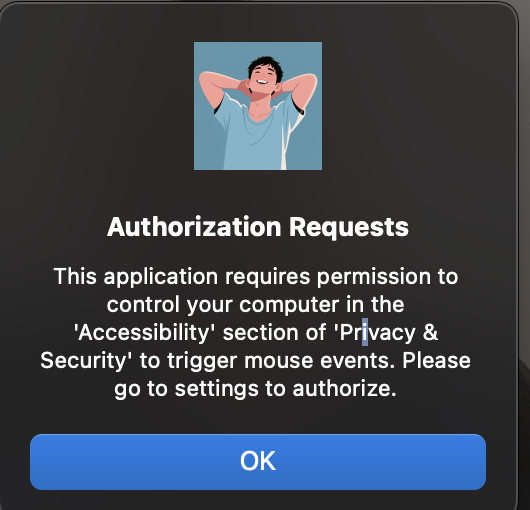 Authorization Requests
This application requires permission to
control your computer in the
'Accessibility' section of 'Privacy &
Security' to trigger mouse events. Please
go to settings to authorize.
OK